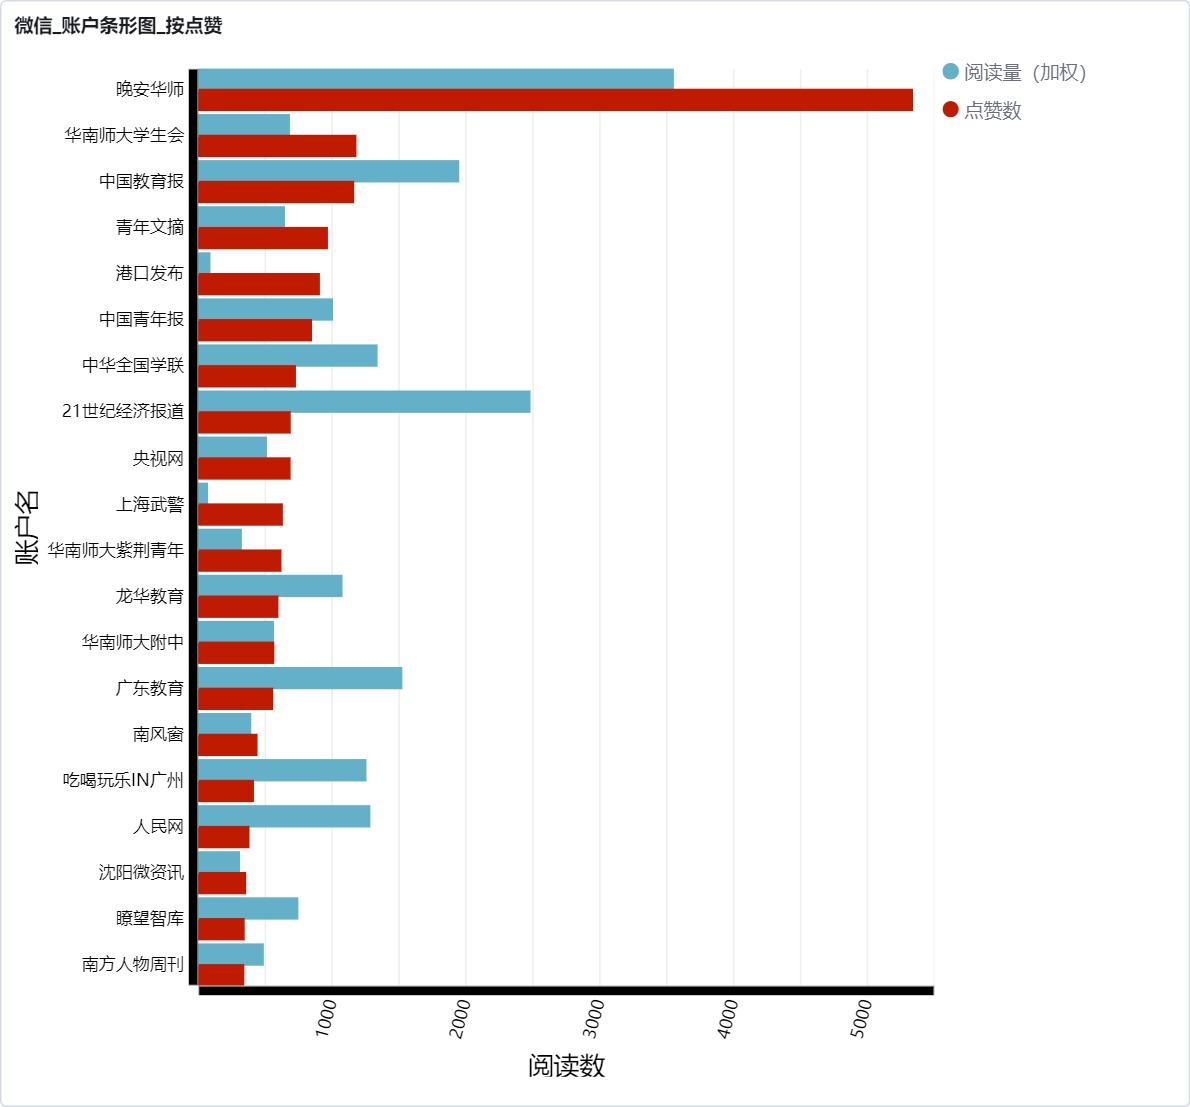 微信_账户条形图_按点赞
阅读量（加权）
点赞数
账户名
晚安华师
华南师大学生会
中国教育报
青年文摘
港口发布
中国青年报
中华全国学联
21世纪经济报道
央视网
上海武警
华南师大紫荆青年
龙华教育
华南师大附中
广东教育
南风窗
吃喝玩乐IN广州
人民网
沈阳微资讯
瞭望智库
南方人物周刊
1000
2000
3000
4000
5000
阅读数